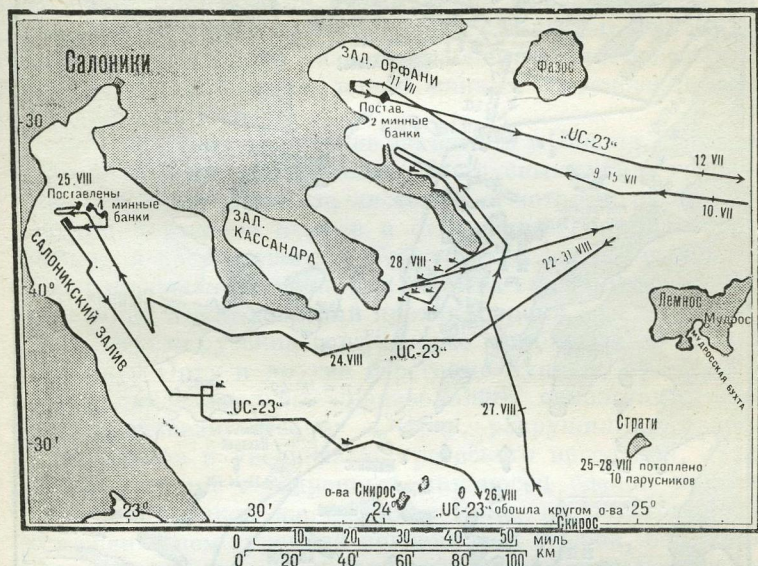 Салоники
ЗАЛ. ОРФАНИ
11 VII
Фазос
Постав.
2 минные
банки
30
„UC-23“
12 VII
9-15 VII
10. VII
25. VIII
Поставлены
4 минные
банки
ЗАЛ.
КАССАНДРА
28. VIII
22-31 VIII
САЛОНИКСКИЙ ЗАЛИВ
40°
Лемнос
Мудрос
МУДРОССКАЯ БУХТА
24. VIII
„UC-23“
„UC-23“
27. VIII
Страти
25-28. VIII потоплено
10 парусников
30'
о-ва Скирос
26. VIII
23°
30'
24°
„UC-23“ обошла кругом о-ва
Скирос
25°
0 10 20 30 40 50 МИЛЬ
0 20 40 60 80 100 КМ